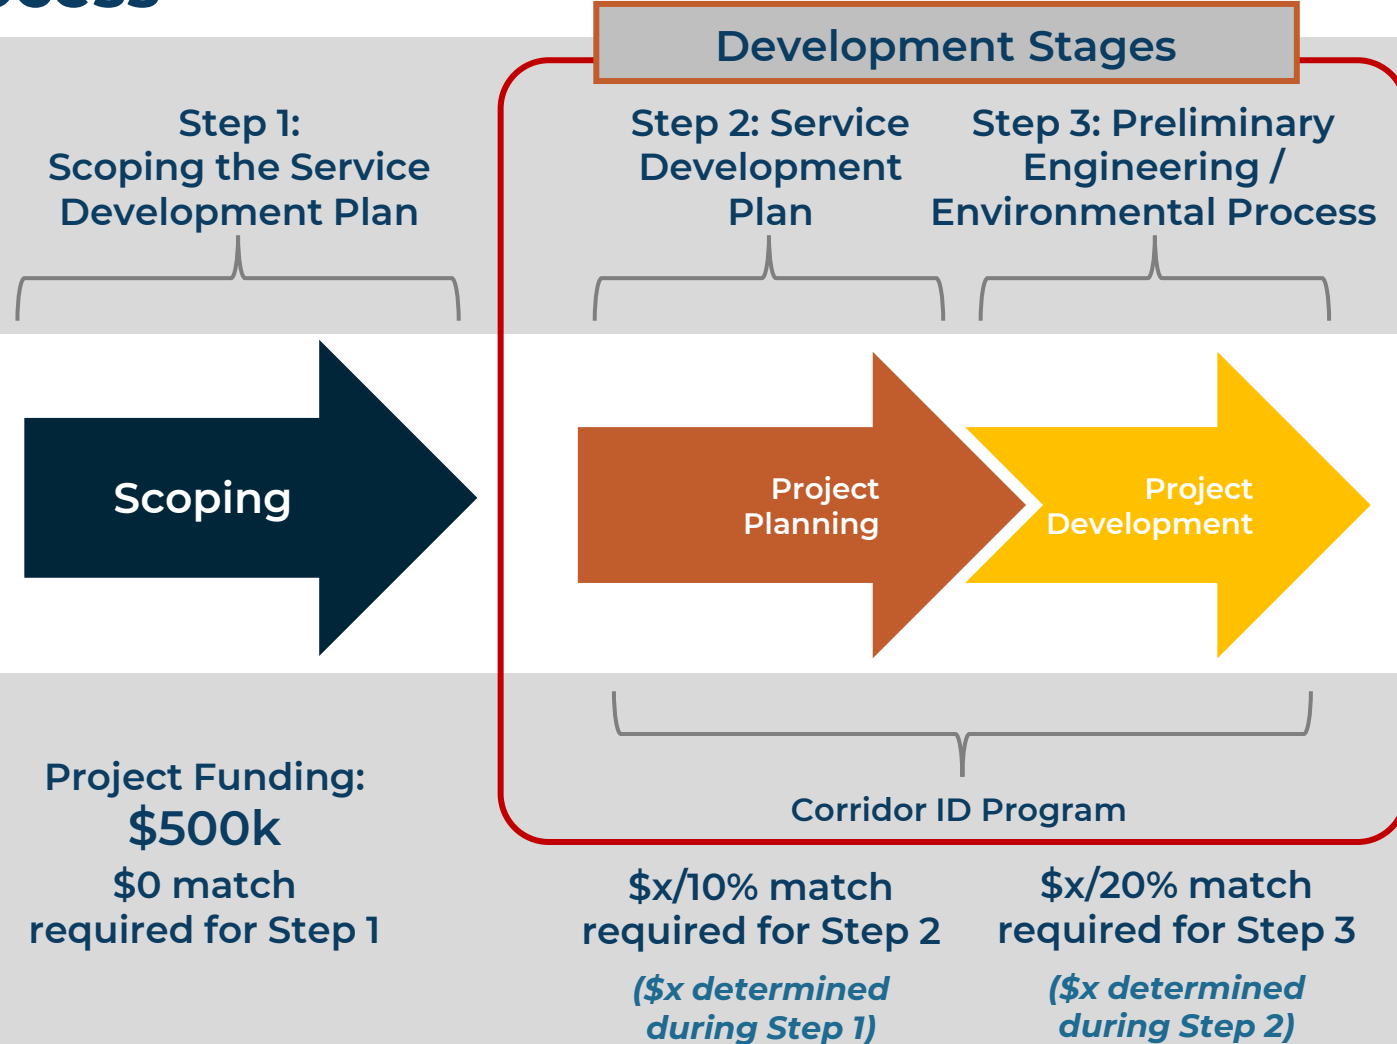 Development Stages
Step 1:
Scoping the Service
Development Plan
Step 2: Service
Development
Plan
Step 3: Preliminary
Engineering /
Environmental Process
Scoping
Project
Planning
Project
Development
Corridor ID Program
Project Funding:
$500k
$0 match
required for Step 1
$x/10% match
required for Step 2
($x determined
during Step 1)
$x/20% match
required for Step 3
($x determined
during Step 2)